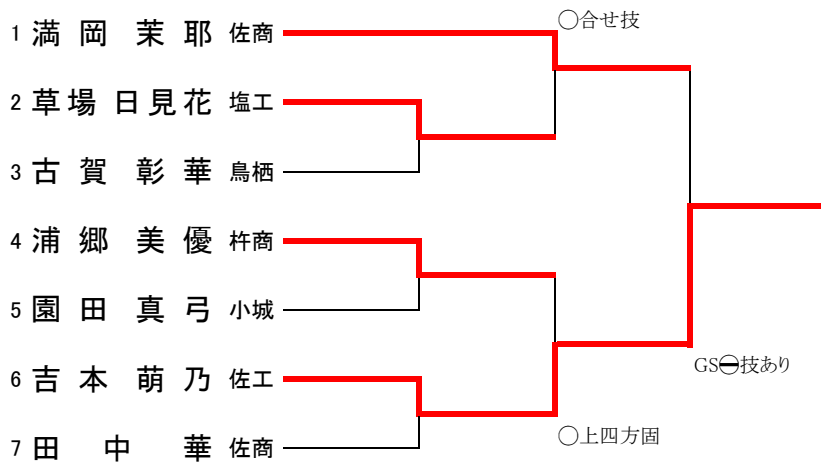 ○合せ技
1 満岡 茉耶 佐商
2 草場 日見花 塩工
3 古賀 彰華 鳥栖
4 浦郷 美優 杵商
5 園田 真弓 小城
GS⊖技あり
6 吉本 萌乃 佐工
○上四方固
7 田中 華 佐商